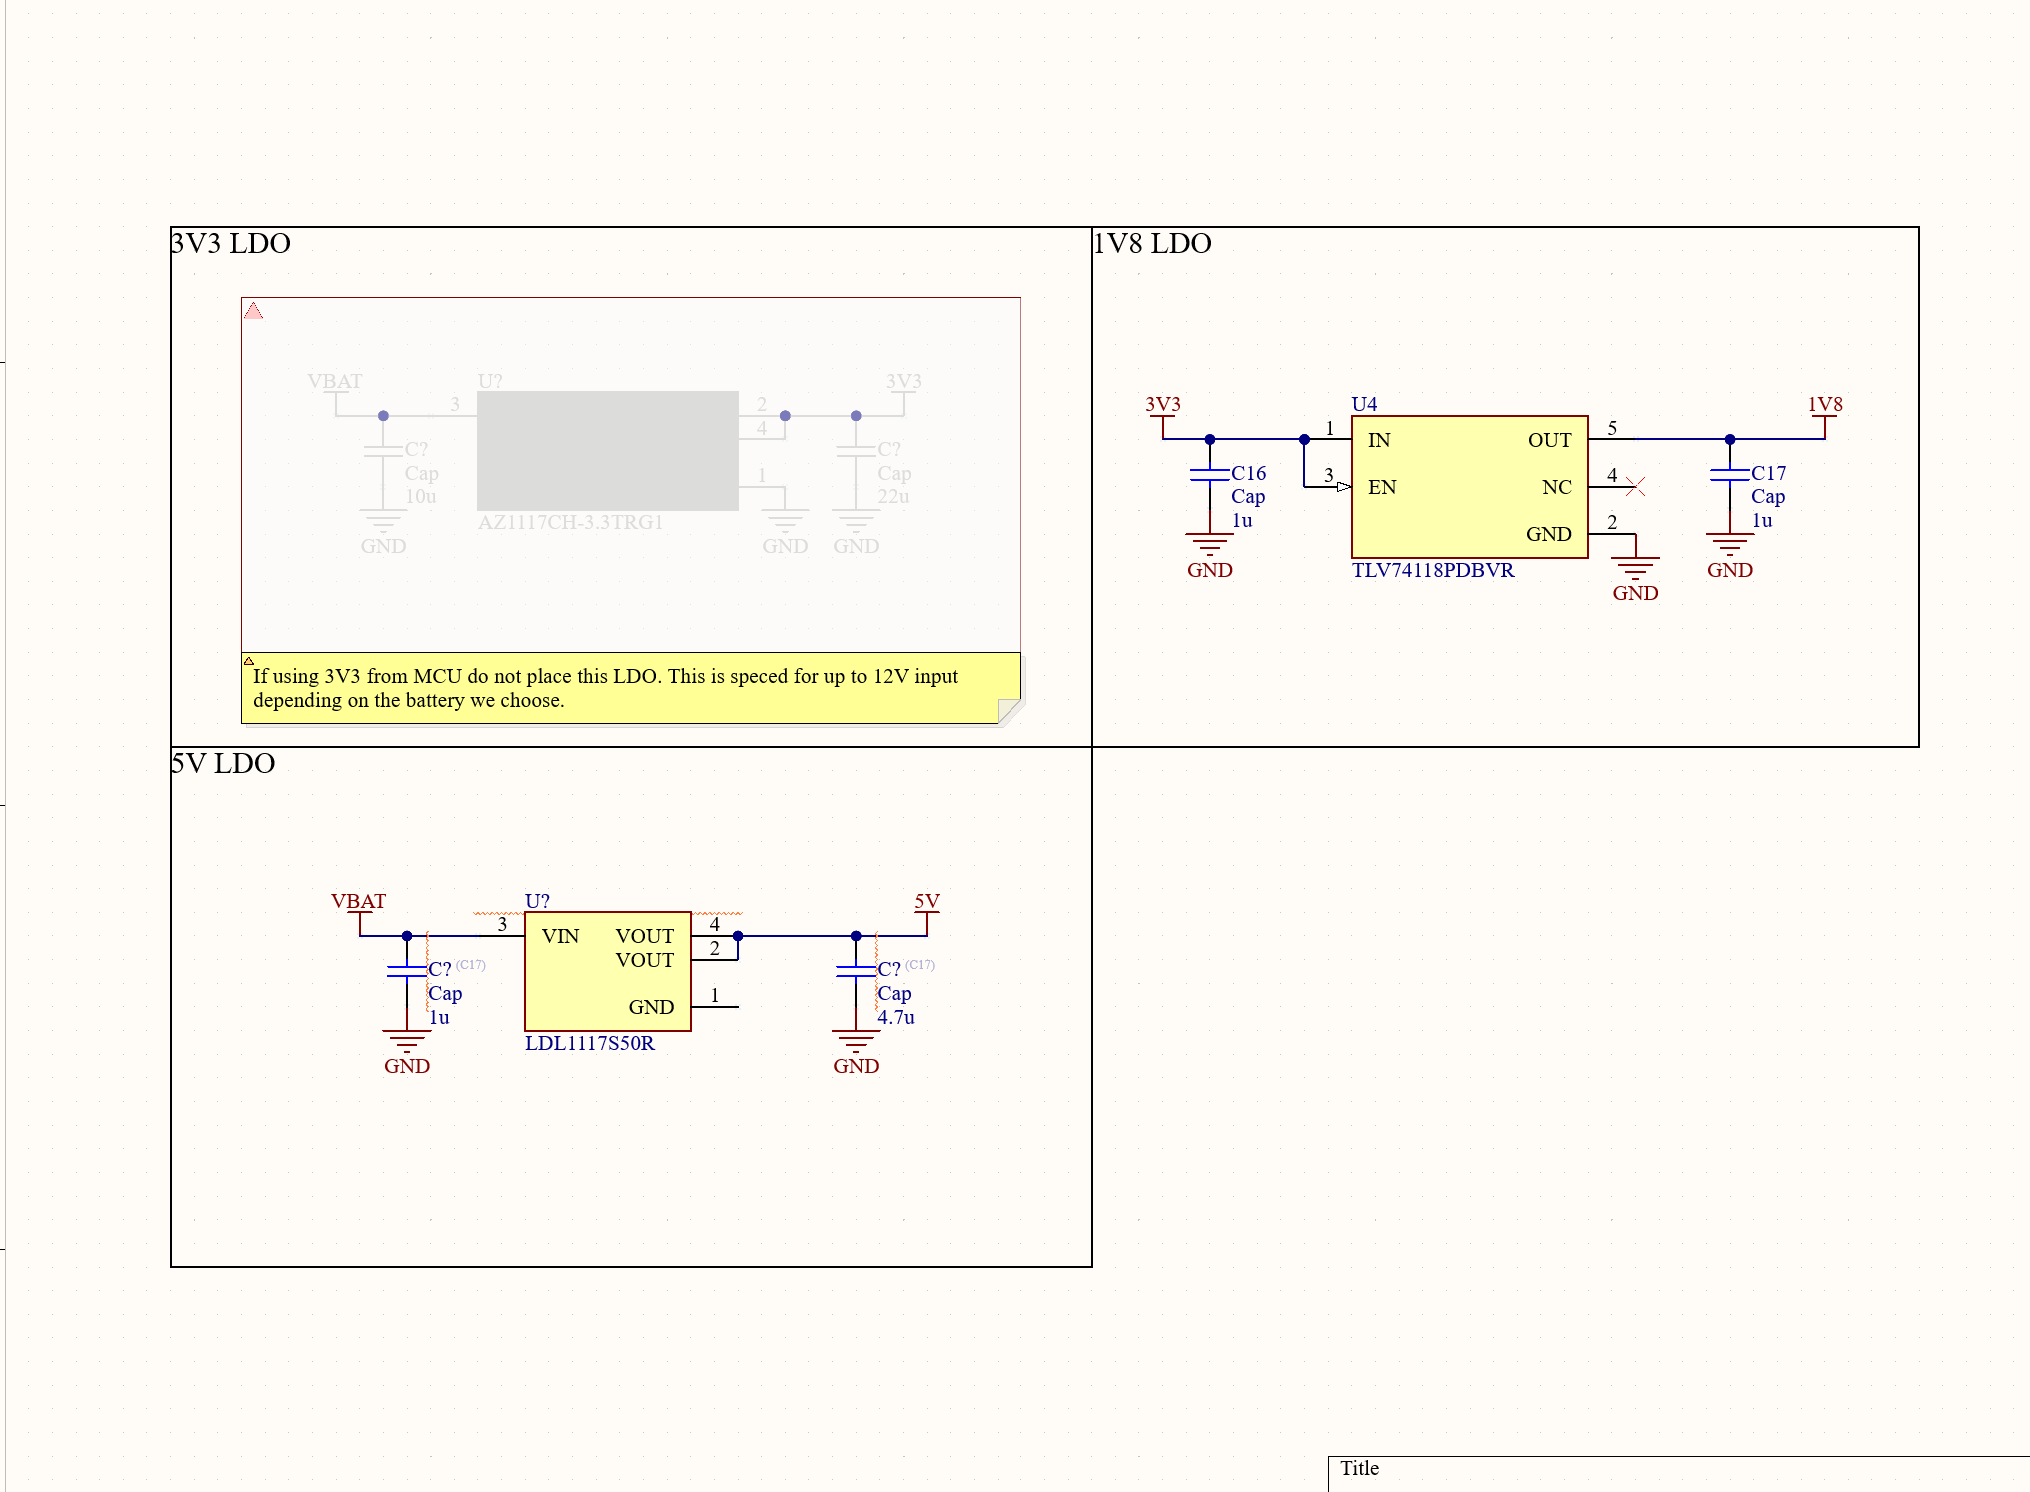 3V3 LDO
1V8 LDO
VBAT
U?
3V3
3
2
4
1
C?
Cap
10u
C?
Cap
22u
AZ1117CH-3.3TRG1
GND
GND
GND
If using 3V3 from MCU do not place this LDO. This is speced for up to 12V input
depending on the battery we choose.
3V3
U4
1V8
1
IN
OUT
5
3
EN
NC
4
GND
2
C16
Cap
1u
C17
Cap
1u
GND
TLV74118PDBVR
GND
GND
5V LDO
VBAT
U?
5V
3
VIN
VOUT
4
VOUT
2
GND
1
C? (C17)
Cap
1u
C? (C17)
Cap
4.7u
LDL1117S50R
GND
GND
Title